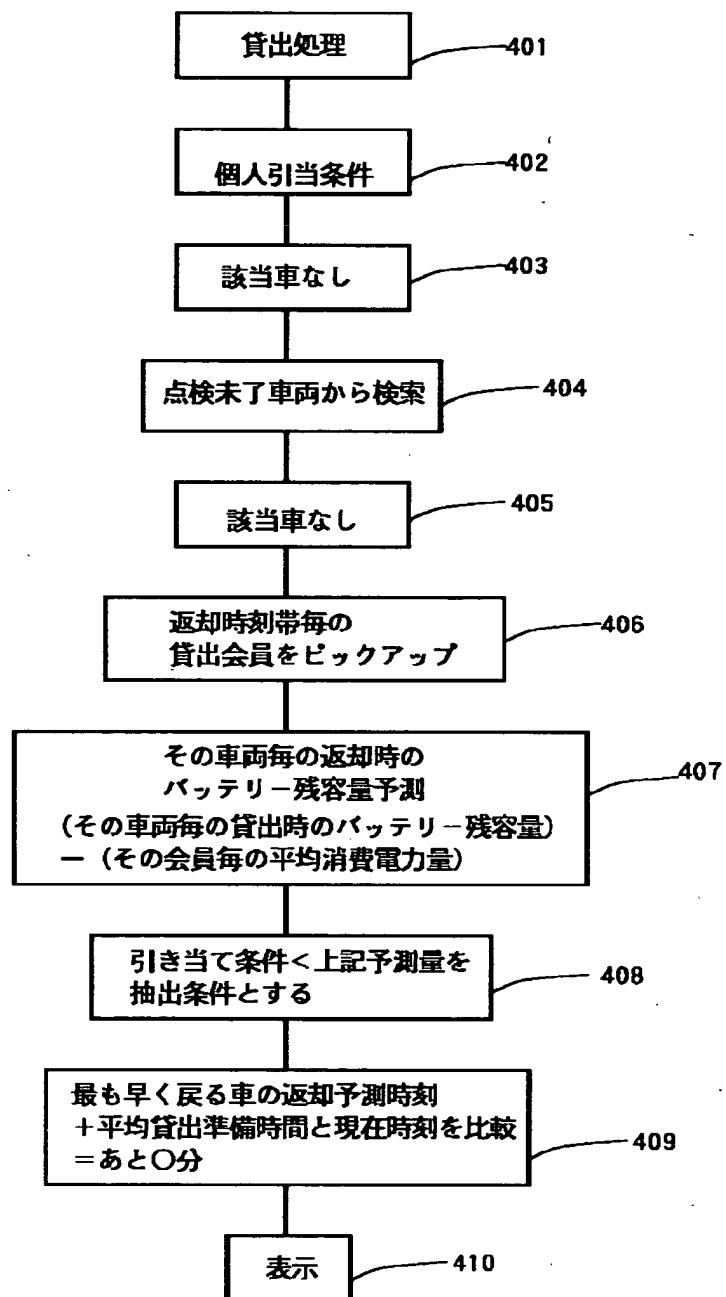 貸出処理
401
個人引当条件
402
該当車なし
403
点検未了車両から検索
404
該当車なし
405
返却時刻帯毎の
貸出会員をピックアップ
406
その車両毎の返却時の
バッテリー残容量予測
(その車両毎の貸出時のバッテリー残容量)
ー(その会員毎の平均消費電力量)
407
引き当て条件<上記予測量を
抽出条件とする
408
最も早く戻る車の返却予測時刻
+平均貸出準備時間と現在時刻を比較
=あと〇分
409
表示
410